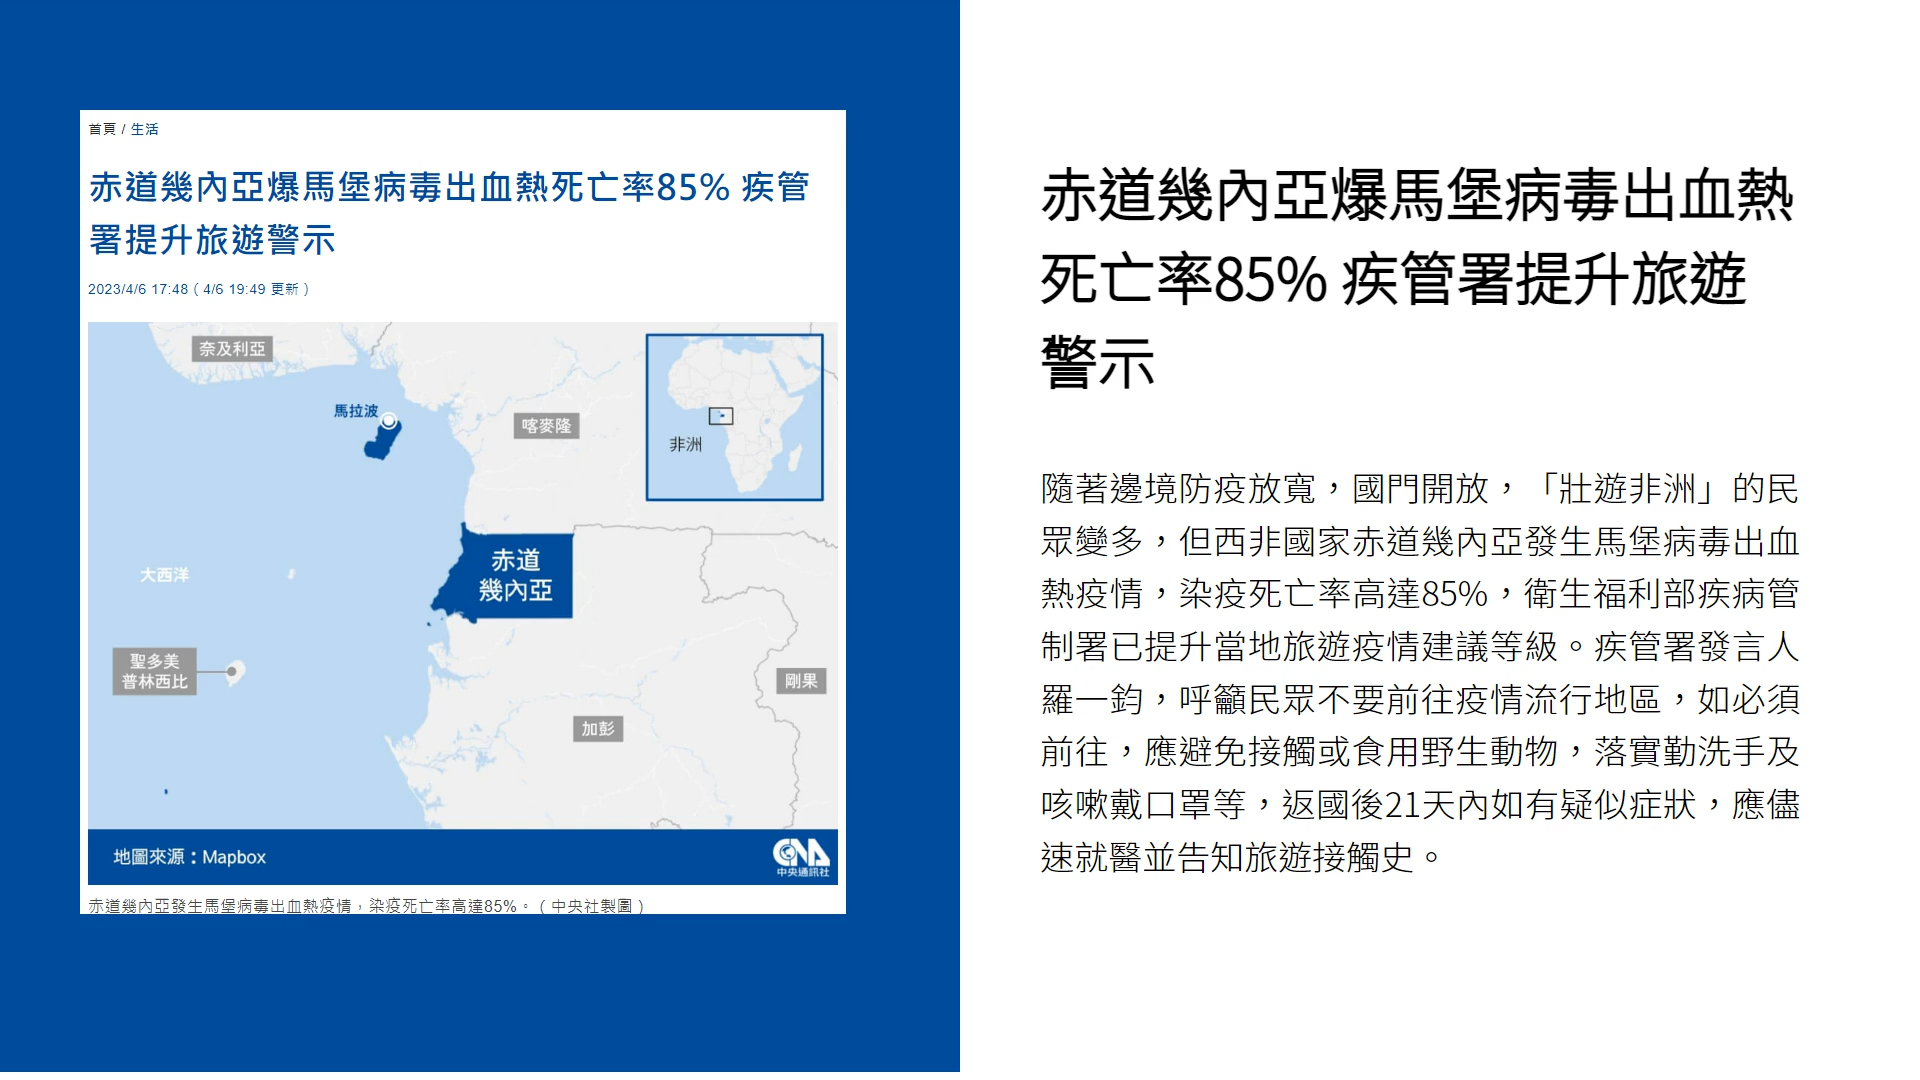 首頁 / 生活
赤道幾內亞爆馬堡病毒出血熱死亡率85% 疾管
署提升旅遊警示
2023/4/6 17:48（4/6 19:49 更新）
奈及利亞
馬拉波
喀麥隆
非洲
赤道
幾內亞
大西洋
聖多美
普林西比
剛果
加彭
地圖來源：Mapbox
CNA
中央通訊社
赤道幾內亞發生馬堡病毒出血熱疫情，染疫死亡率高達85%。（中央社製圖）
赤道幾內亞爆馬堡病毒出血熱
死亡率85% 疾管署提升旅遊
警示
隨著邊境防疫放寬，國門開放，「壯遊非洲」的民
眾變多，但西非國家赤道幾內亞發生馬堡病毒出血
熱疫情，染疫死亡率高達85%，衛生福利部疾病管
制署已提升當地旅遊疫情建議等級。疾管署發言人
羅一鈞，呼籲民眾不要前往疫情流行地區，如必須
前往，應避免接觸或食用野生動物，落實勤洗手及
咳嗽戴口罩等，返國後21天內如有疑似症狀，應儘
速就醫並告知旅遊接觸史。